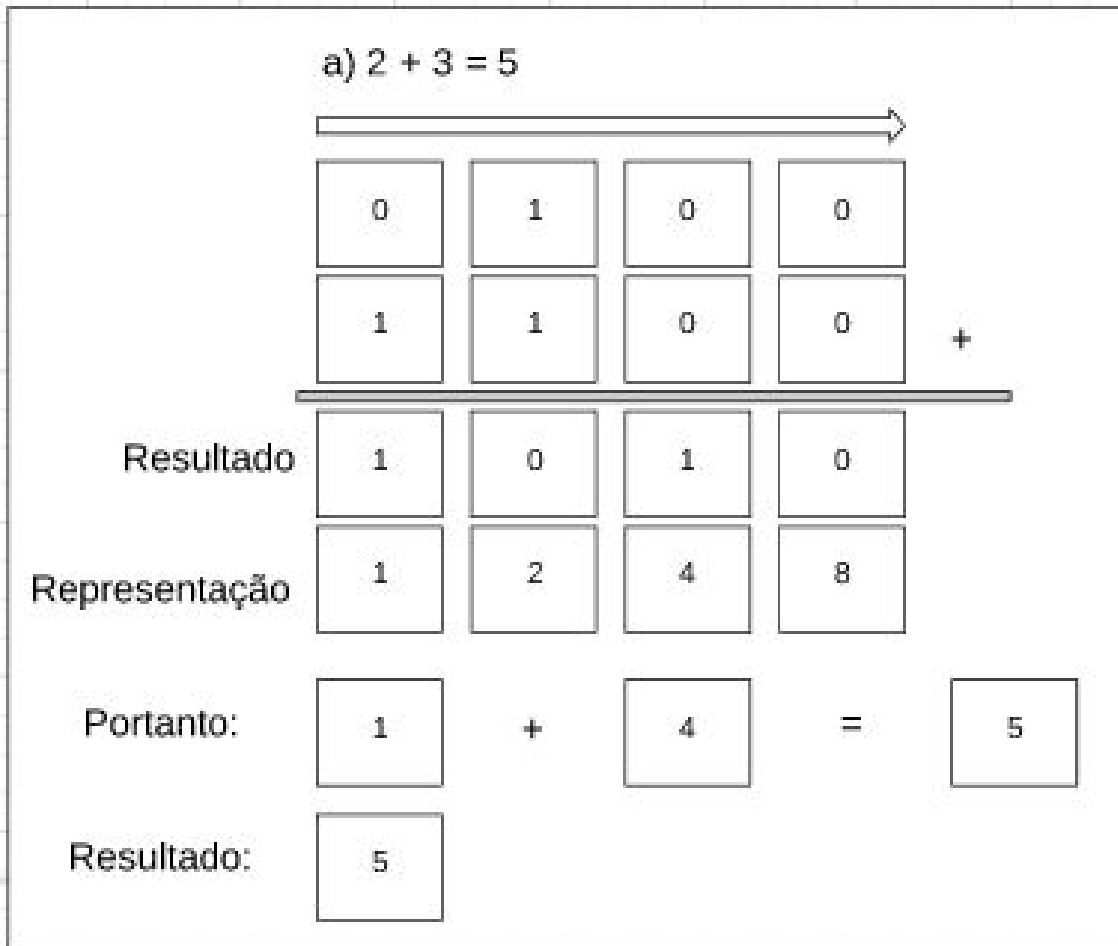 a) 2 + 3 = 5
0 1 0 0
1 1 0 0 +
Resultado 1 0 1 0
Representação 1 2 4 8
Portanto: 1 + 4 = 5
Resultado: 5